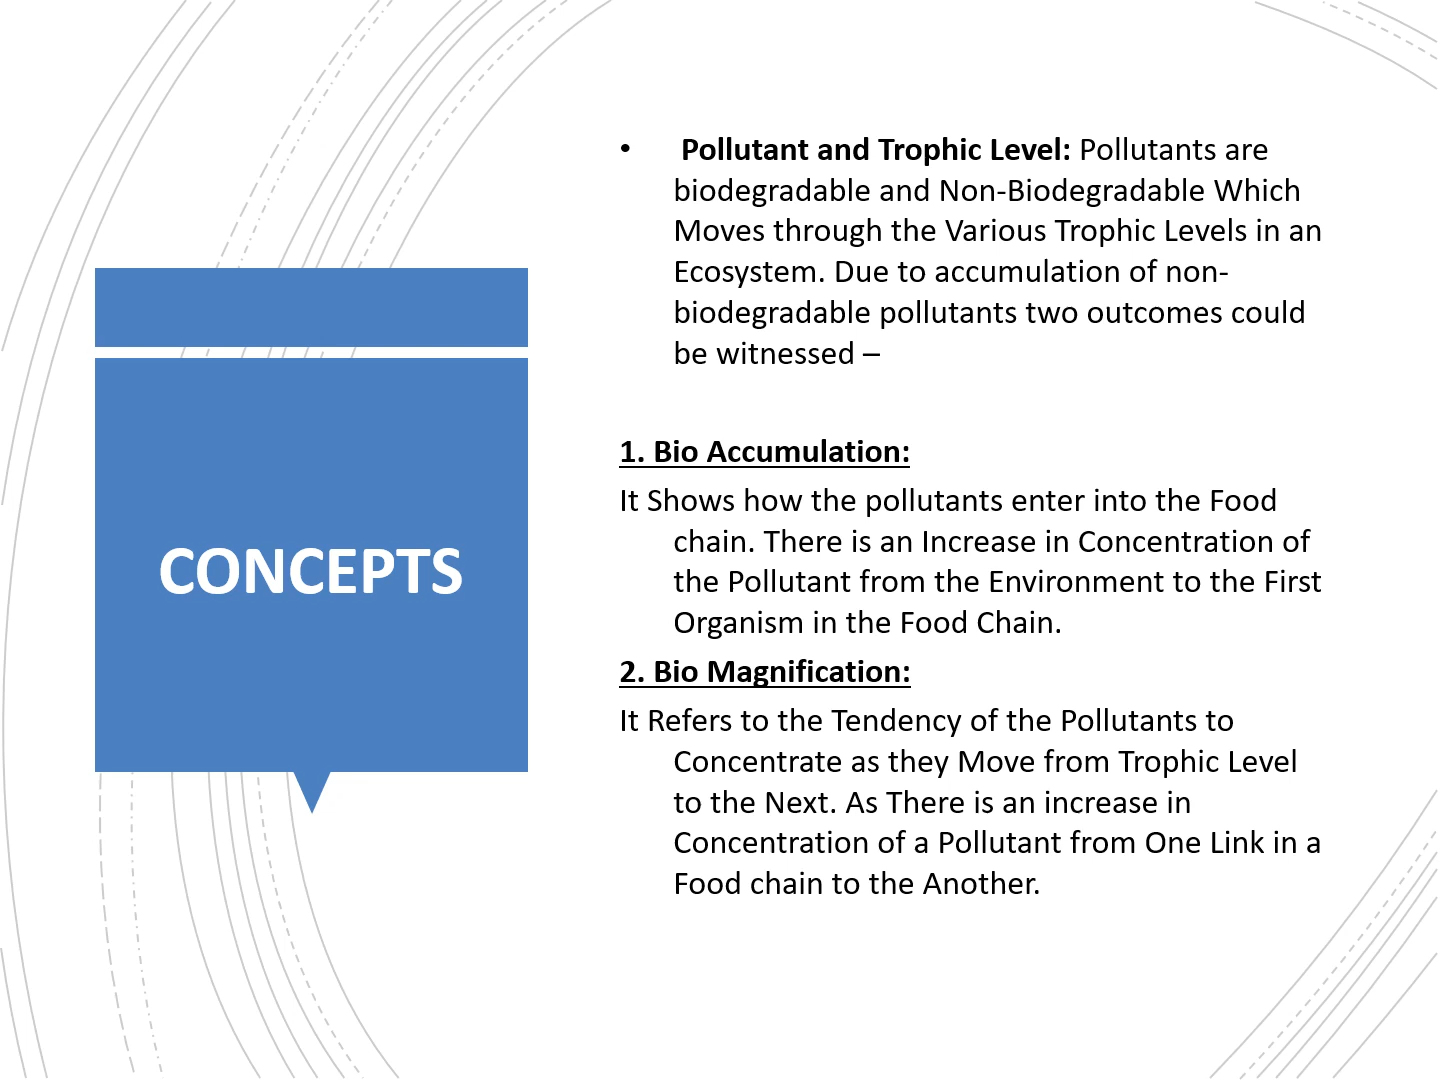 CONCEPTS
• Pollutant and Trophic Level: Pollutants are
biodegradable and Non-Biodegradable Which
Moves through the Various Trophic Levels in an
Ecosystem. Due to accumulation of non-
biodegradable pollutants two outcomes could
be witnessed –
1. Bio Accumulation:
It Shows how the pollutants enter into the Food
chain. There is an Increase in Concentration of
the Pollutant from the Environment to the First
Organism in the Food Chain.
2. Bio Magnification:
It Refers to the Tendency of the Pollutants to
Concentrate as they Move from Trophic Level
to the Next. As There is an increase in
Concentration of a Pollutant from One Link in a
Food chain to the Another.